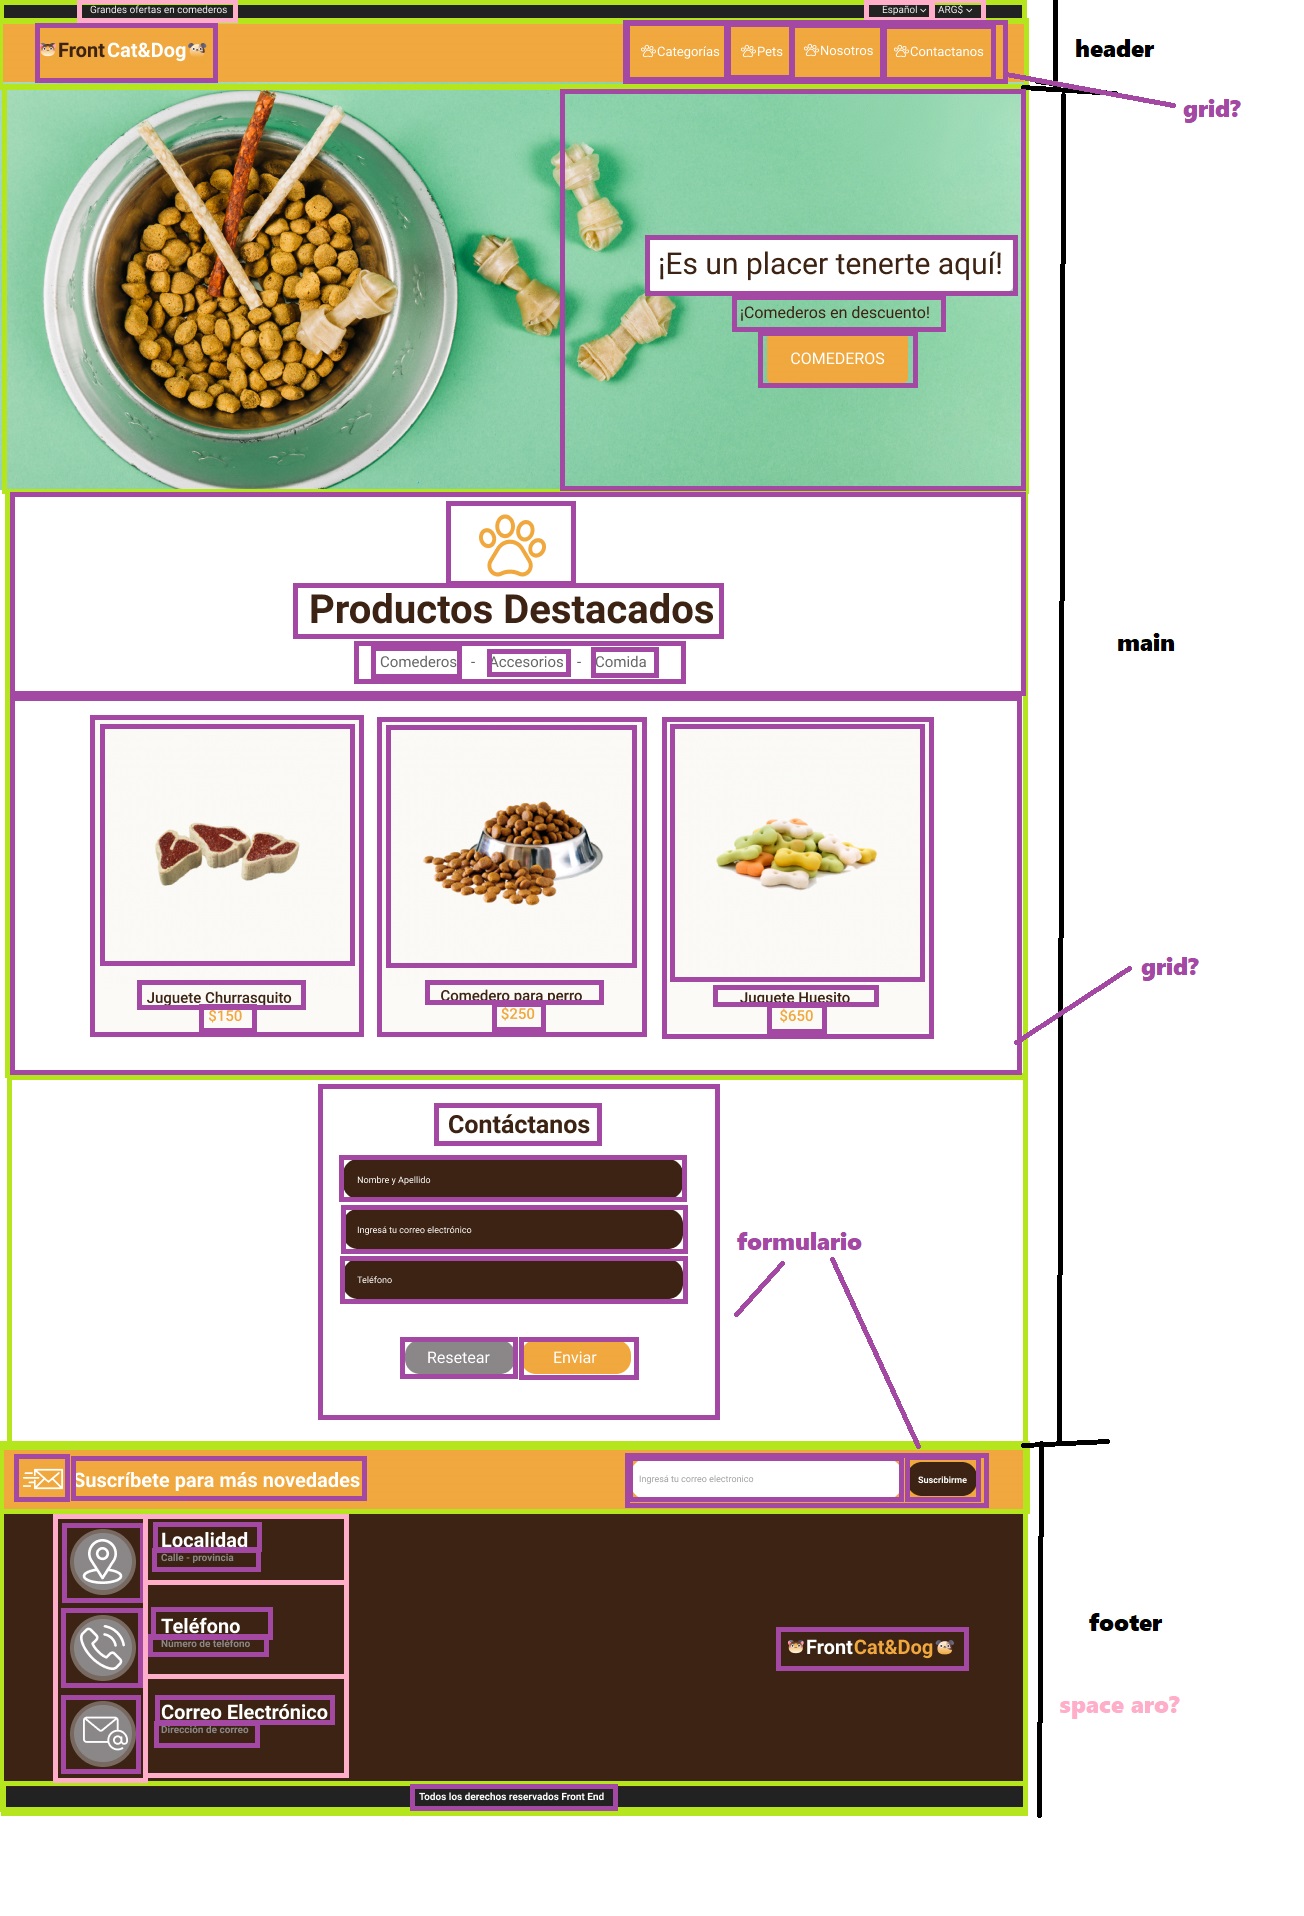 Grandes ofertas en comederos
Español ARG$
FrontCat&Dog
Categorías Pets Nosotros Contactanos
header
grid?
¡Es un placer tenerte aquí!
¡Comederos en descuento!
COMEDEROS
Productos Destacados
main
Comederos - Accesorios - Comida
grid?
Juguete Churrasquito
$150
Comedero para perro
$250
Juguete Huesito
$650
Contáctanos
Nombre y Apellido
Ingresá tu correo electrónico
Teléfono
formulario
Resetear Enviar
Suscríbete para más novedades
Ingresá tu correo electronico
Suscribirme
Localidad
Calle - provincia
Teléfono
Número de teléfono
Correo Electrónico
Dirección de correo
FrontCat&Dog
footer
space aro?
Todos los derechos reservados Front End